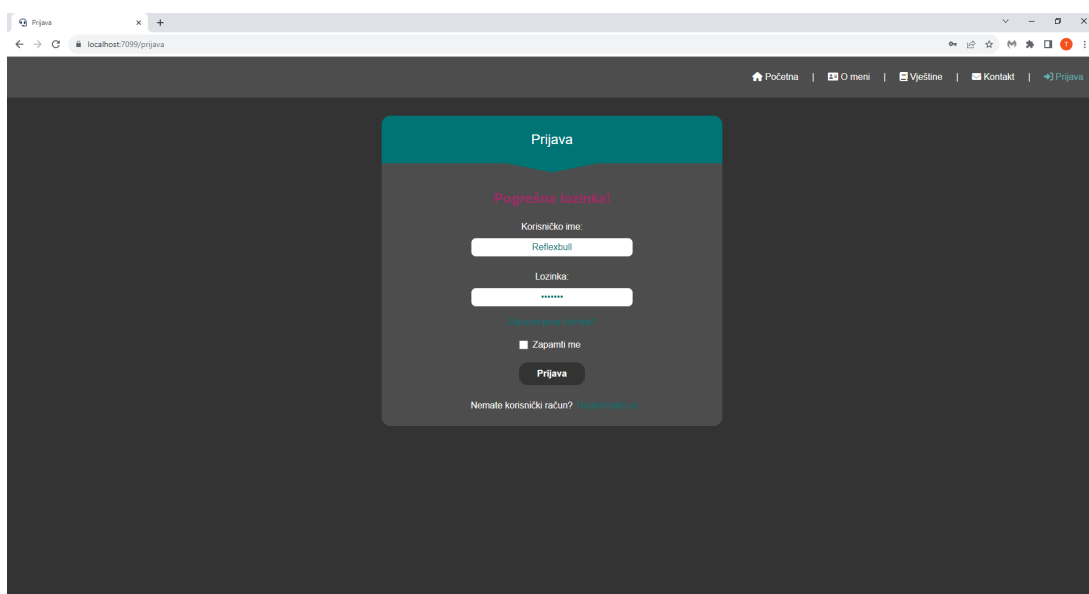 Prijava
localhost:7099/prijava
T
Početna | O meni | Vještine | Kontakt | Prijava
Prijava
Pogrešna lozinka!
Korisničko ime:
Reflexbull
Lozinka:
•••••••
Zapamti me
Prijava
Nemate korisnički račun?